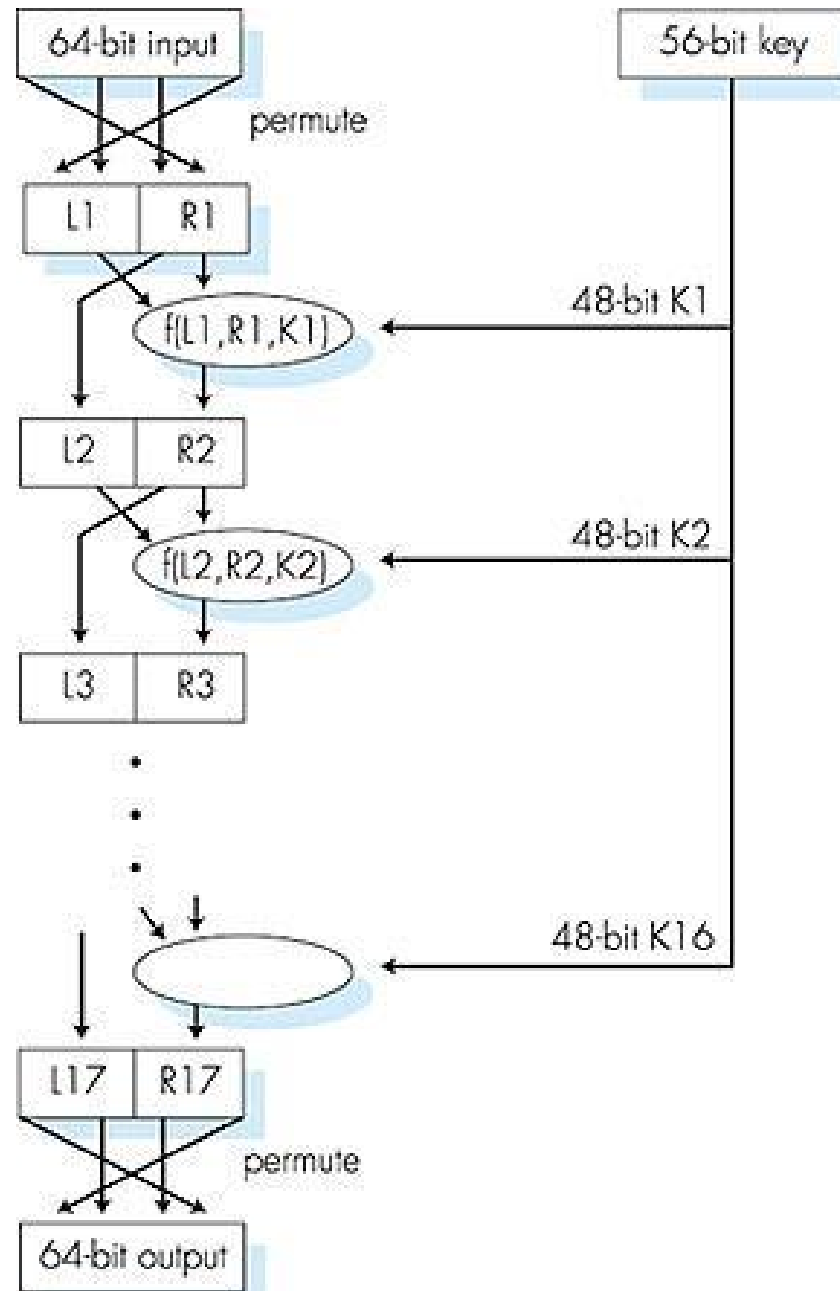 64-bit input
56-bit key
permute
L1 R1
48-bit K1
f(L1,R1,K1)
L2 R2
48-bit K2
f(L2,R2,K2)
L3 R3
48-bit K16
L17 R17
permute
64-bit output